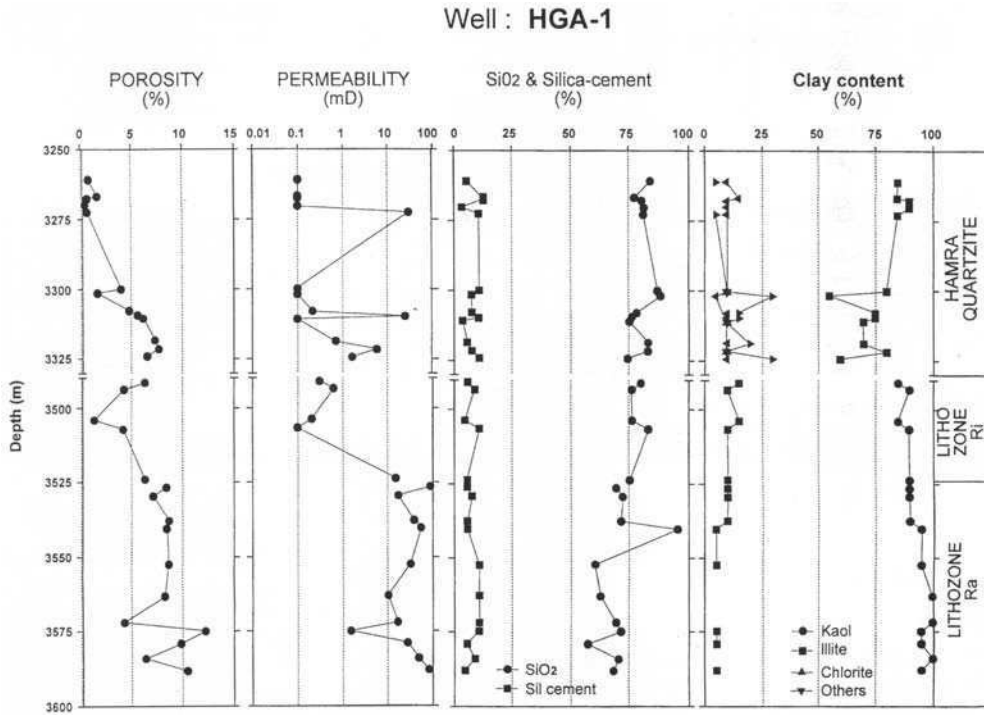 Well : HGA-1
POROSITY
(%)
PERMEABILITY
(mD)
SiO2 & Silica-cement
(%)
Clay content
(%)
0 5 10 15
0.01 0.1 1 10 100
0 25 50 75 100
0 25 50 75 100
Depth (m)
3250
3275
3300
3325
3500
3525
3550
3575
3600
HAMRA
QUARTZITE
LITHO
ZONE
Ri
LITHOZONE
Ra
SiO2
Sil cement
Kaol
Illite
Chlorite
Others